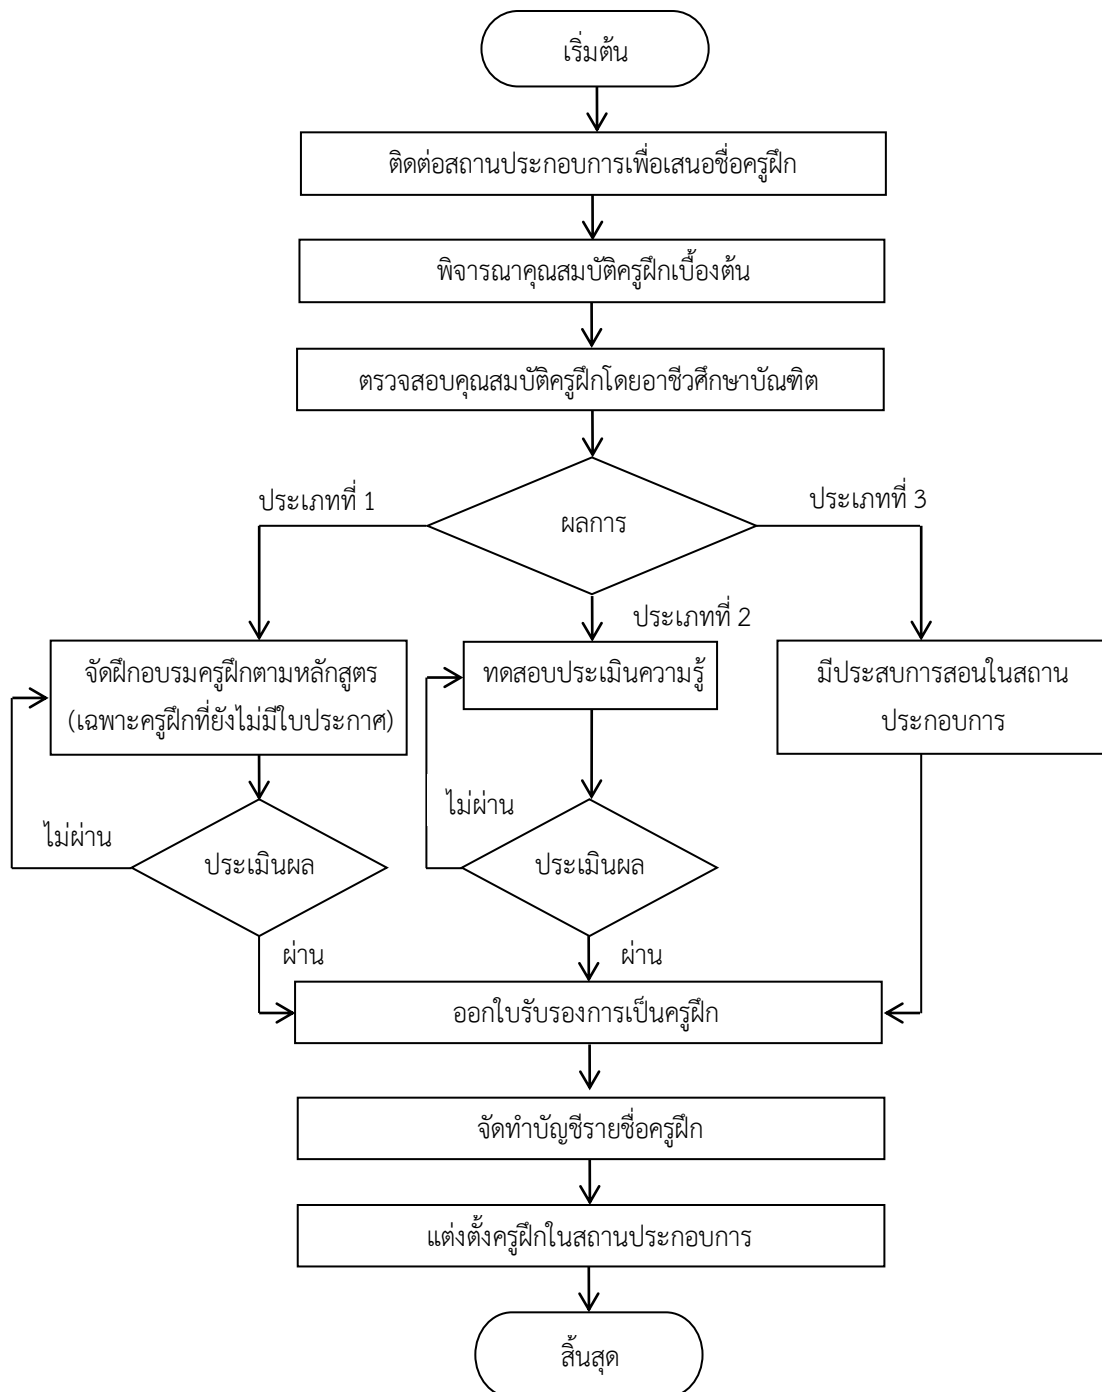 เริ่มต้น
ติดต่อสถานประกอบการเพื่อเสนอชื่อครูฝึก
พิจารณาคุณสมบัติครูฝึกเบื้องต้น
ตรวจสอบคุณสมบัติครูฝึกโดยอาชีวศึกษาบัณฑิต
ผลการ
ประเภทที่ 1
ประเภทที่ 3
ประเภทที่ 2
จัดฝึกอบรมครูฝึกตามหลักสูตร
(เฉพาะครูฝึกที่ยังไม่มีใบประกาศ)
ทดสอบประเมินความรู้
มีประสบการสอนในสถาน
ประกอบการ
ไม่ผ่าน
ประเมินผล
ไม่ผ่าน
ประเมินผล
ผ่าน
ผ่าน
ออกใบรับรองการเป็นครูฝึก
จัดทำบัญชีรายชื่อครูฝึก
แต่งตั้งครูฝึกในสถานประกอบการ
สิ้นสุด